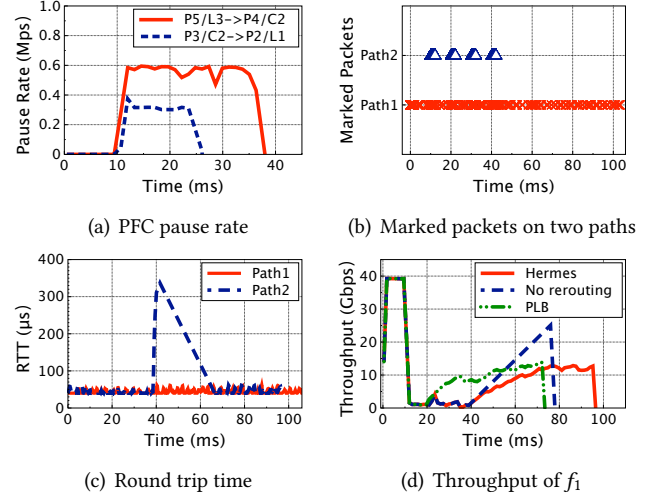 P5/L3->P4/C2
P3/C2->P2/L1
Pause Rate (Mps)
1.0
0.8
0.6
0.4
0.2
0
0 10 20 30 40
Time (ms)
(a) PFC pause rate
Marked Packets
Path2
Path1
0 20 40 60 80 100
Time (ms)
(b) Marked packets on two paths
Path1
Path2
RTT (μs)
400
300
200
100
0
0 20 40 60 80 100
Time (ms)
(c) Round trip time
Hermes
No rerouting
PLB
Throughput (Gbps)
40
30
20
10
0
0 20 40 60 80 100
Time (ms)
(d) Throughput of f1